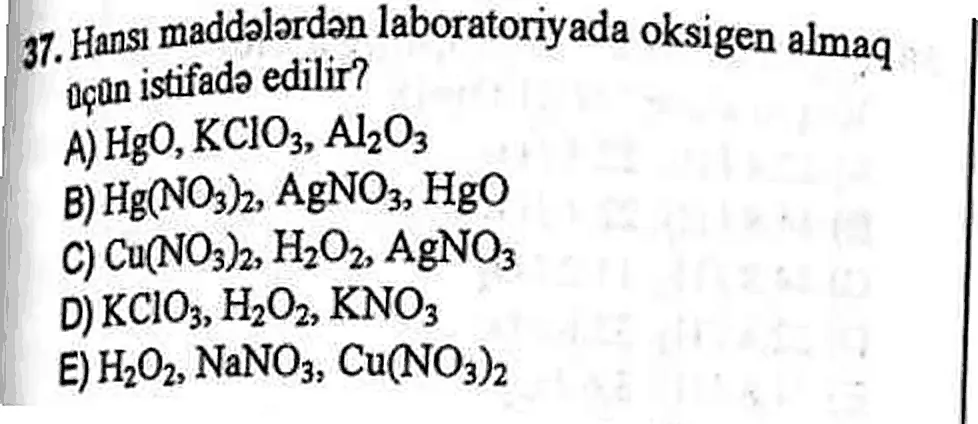 37. Hansı maddələrdən laboratoriyada oksigen almaq
üçün istifadə edilir?
A) HgO, KClO₃, Al₂O₃
B) Hg(NO₃)₂, AgNO₃, HgO
C) Cu(NO₃)₂, H₂O₂, AgNO₃
D) KClO₃, H₂O₂, KNO₃
E) H₂O₂, NaNO₃, Cu(NO₃)₂